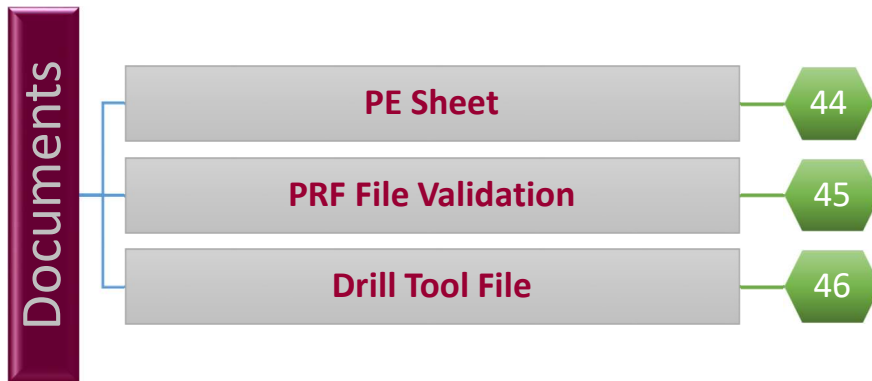 Documents
PE Sheet
44
PRF File Validation
45
Drill Tool File
46